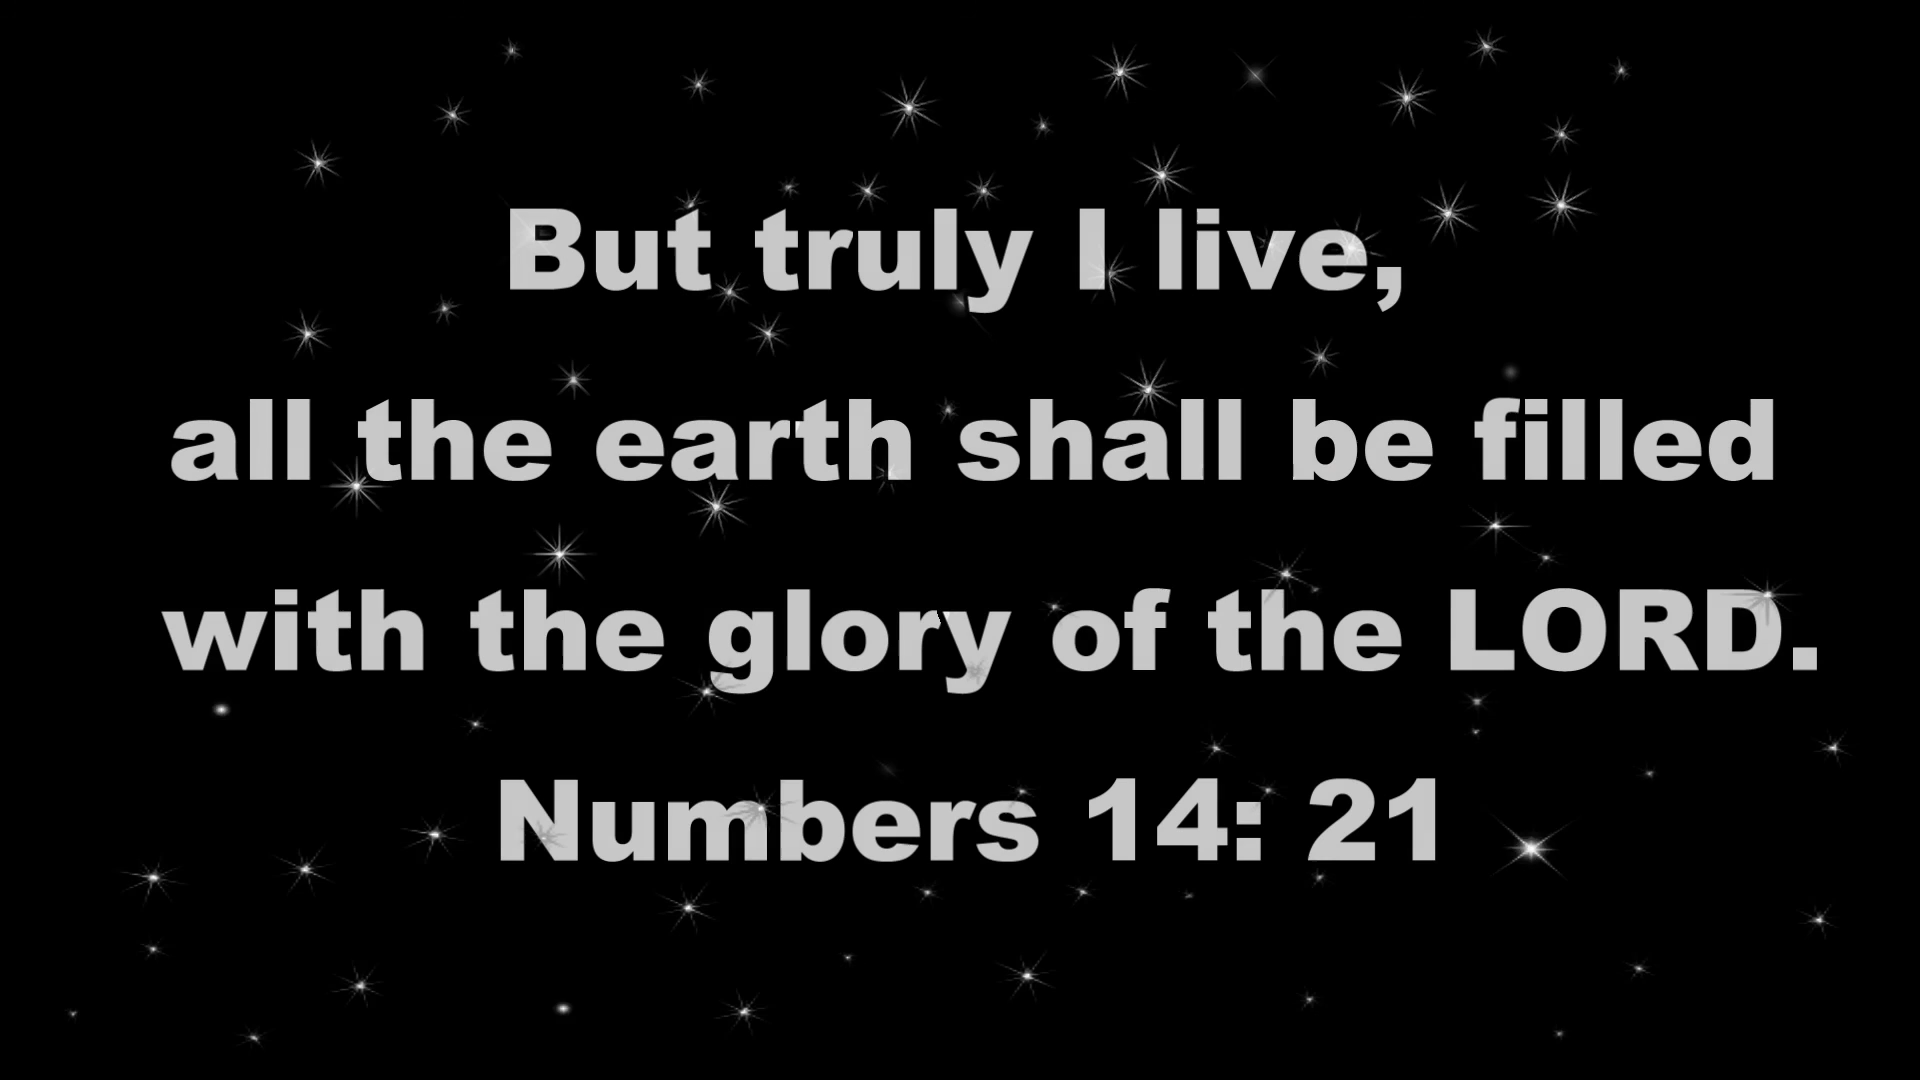 But truly I live,
all the earth shall be filled
with the glory of the LORD.
Numbers 14: 21